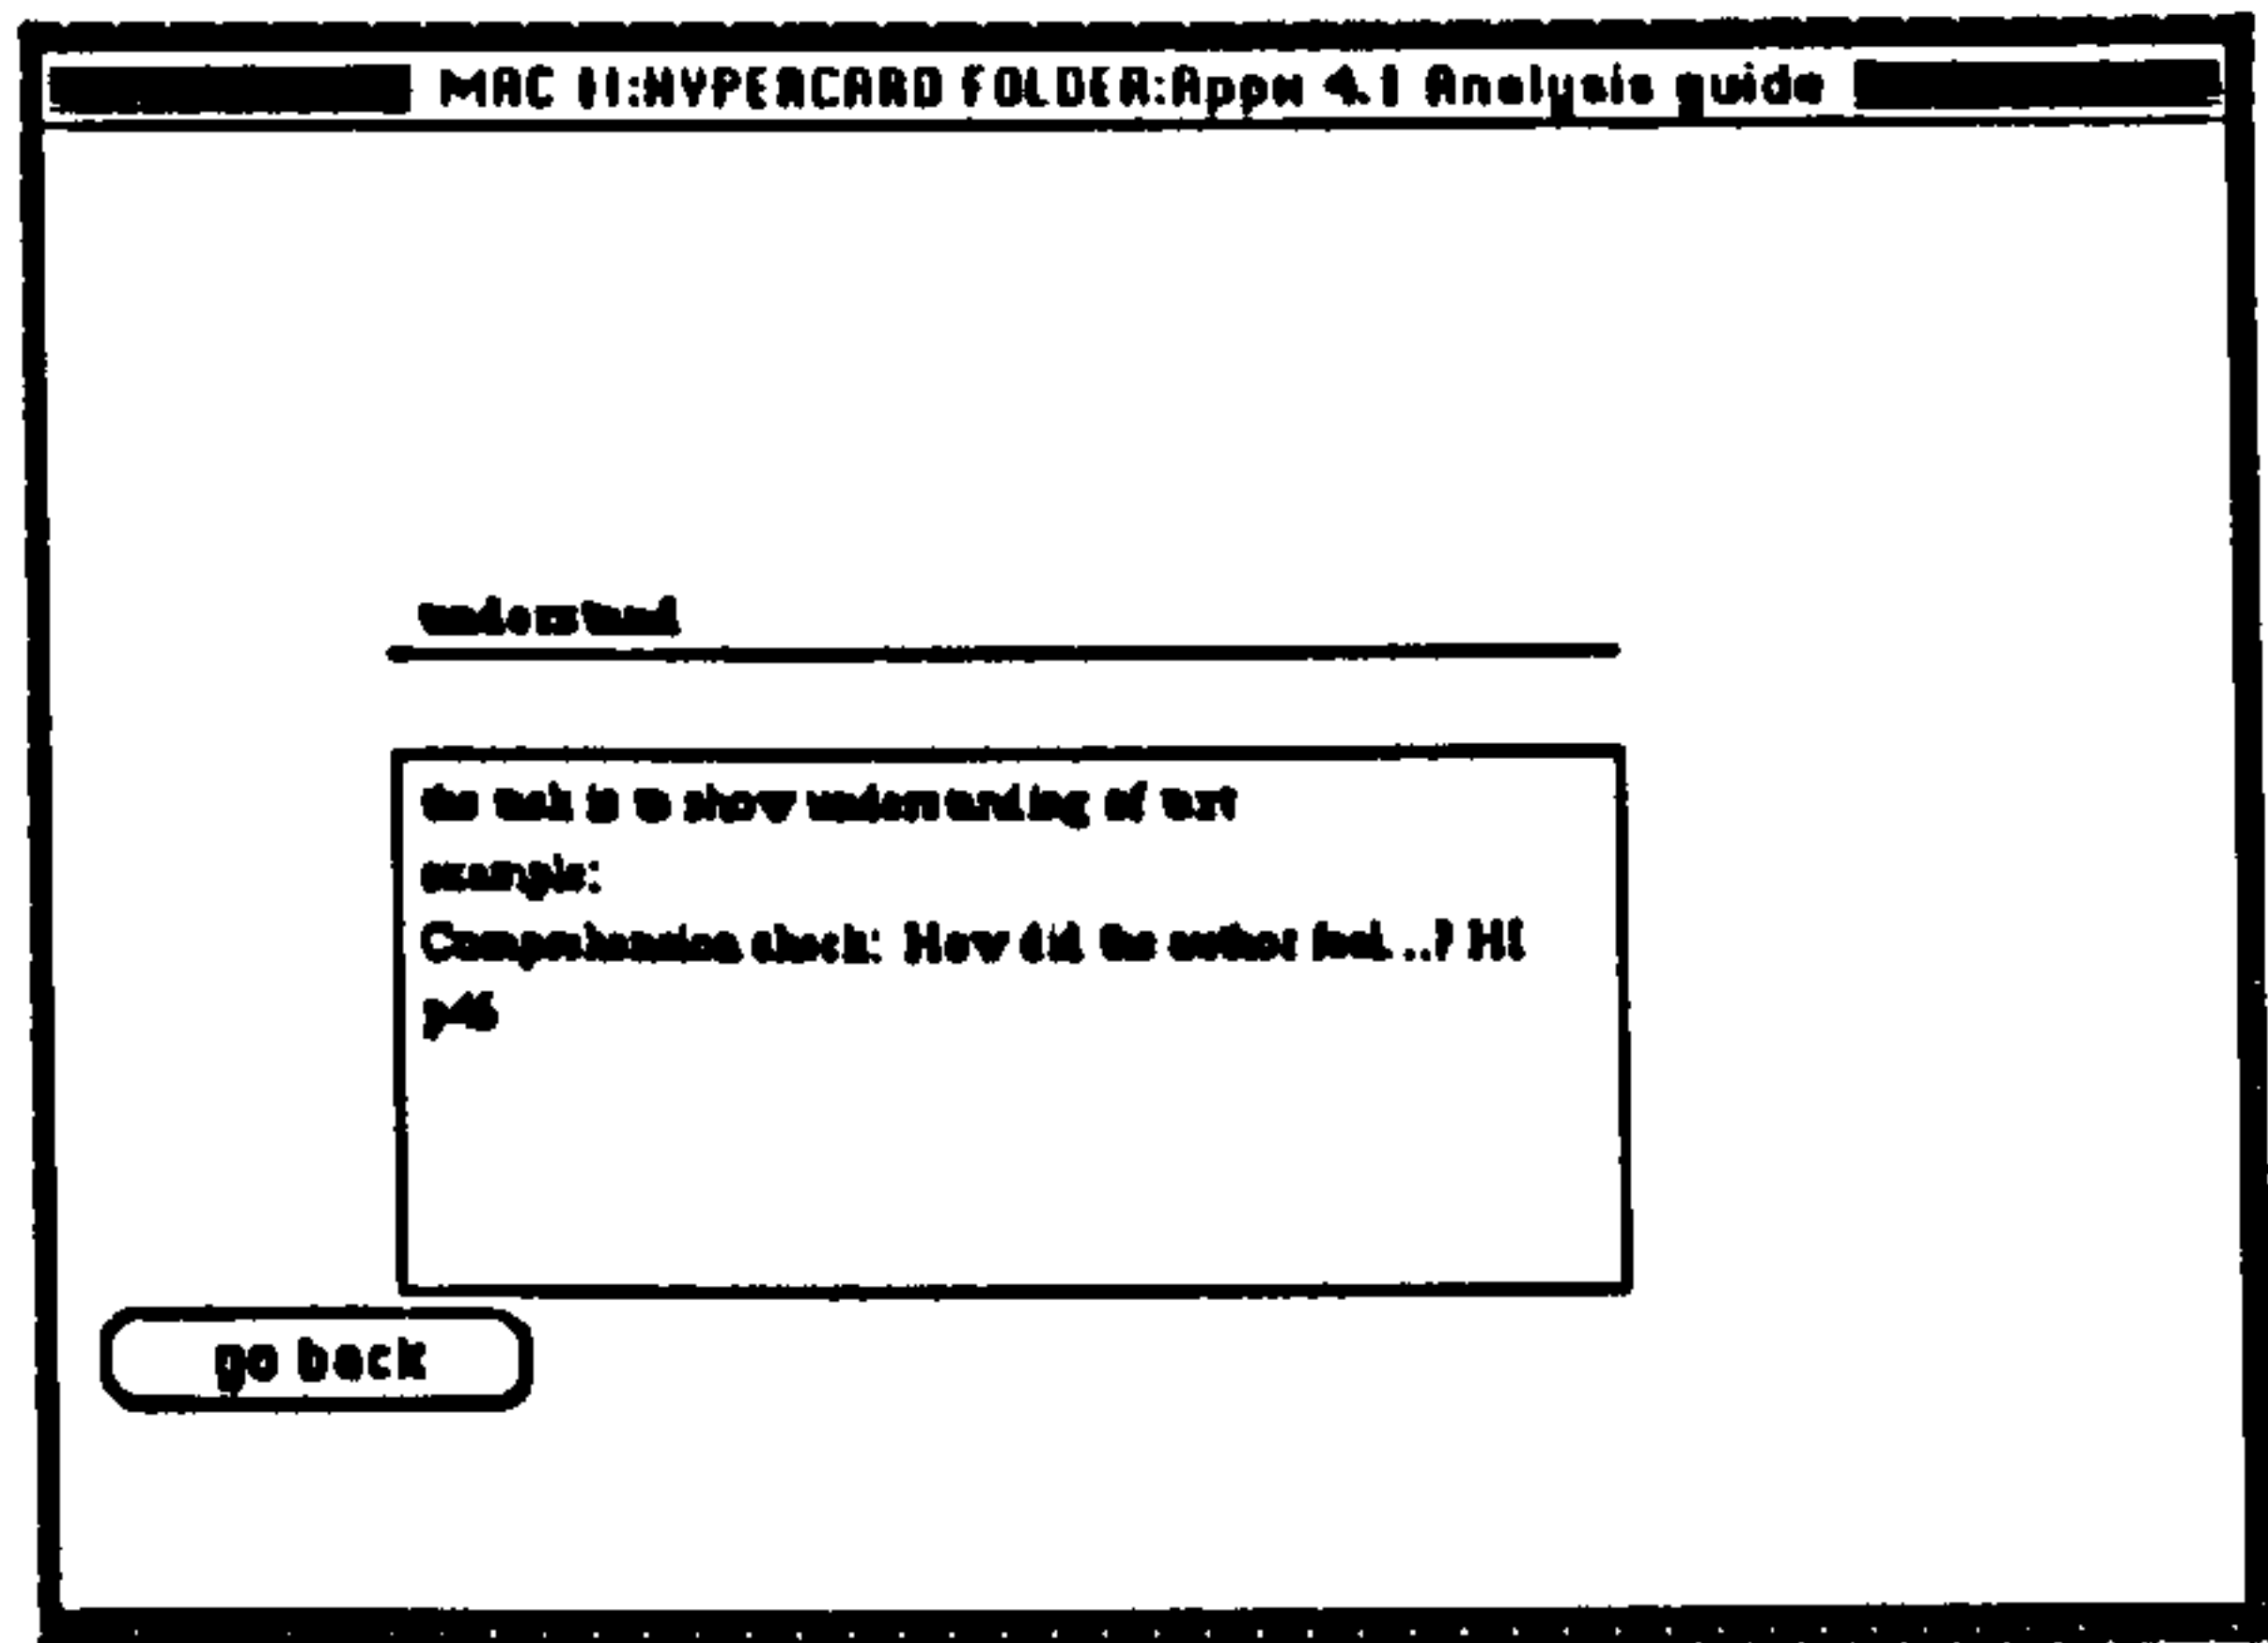 MAC II:HYPERCARD FOLDER:Appx 4.1 Analysis guide
understand
the task is to show understanding of text
example:
Comprehension check: How did the author feel...? HI
go back